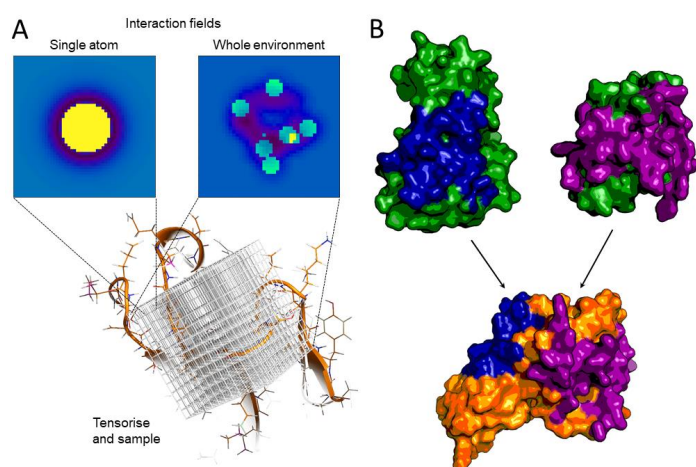 A
Interaction fields
Single atom
Whole environment
Tensorise
and sample
B